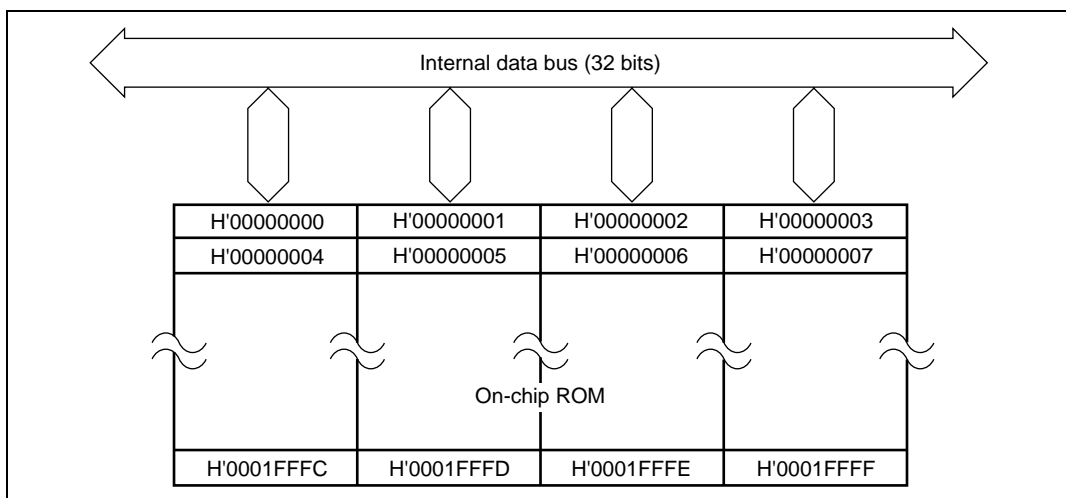 Internal data bus (32 bits)
H'00000000 H'00000001 H'00000002 H'00000003
H'00000004 H'00000005 H'00000006 H'00000007
On-chip ROM
H'0001FFFC H'0001FFFD H'0001FFFE H'0001FFFF